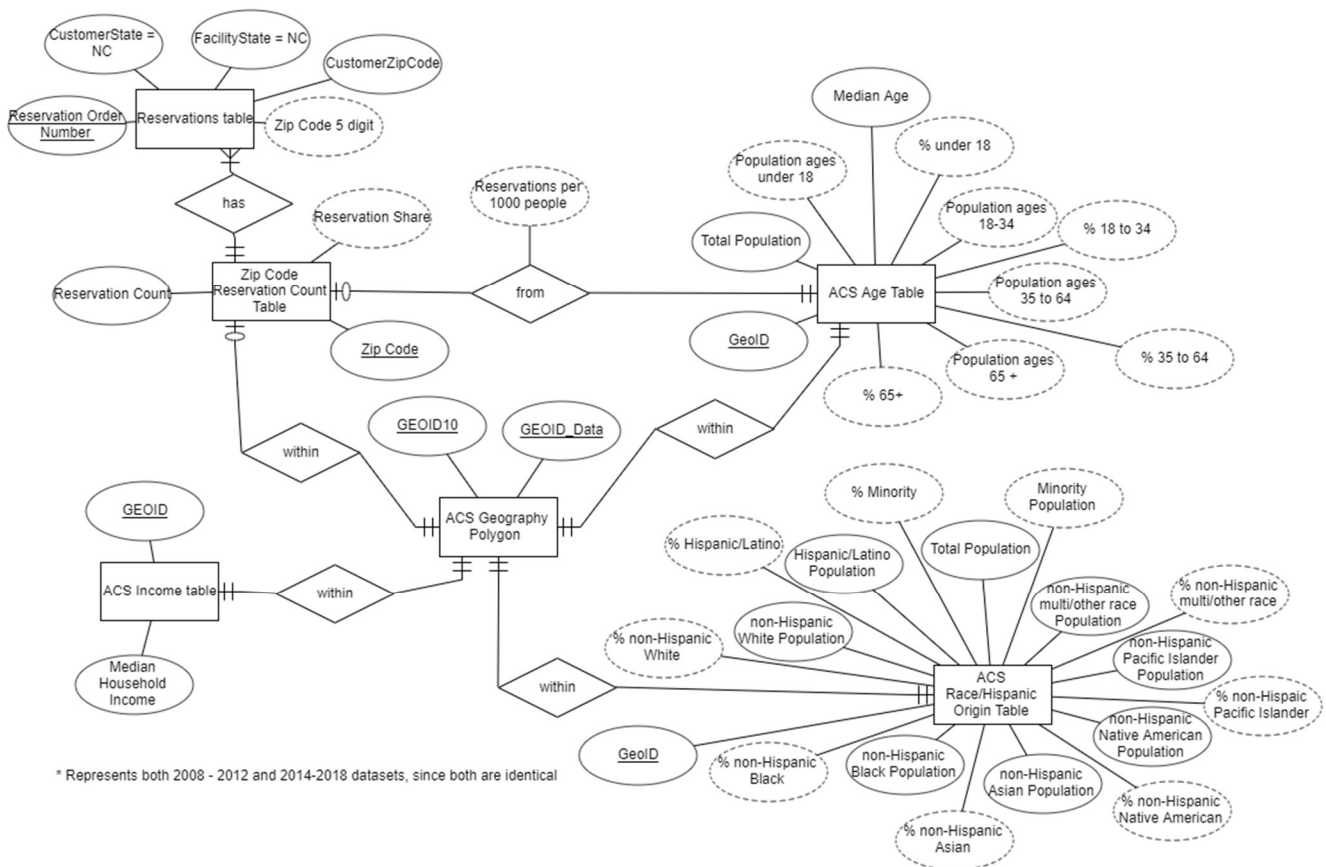 CustomerState =
NC
FacilityState = NC
CustomerZipCode
Reservation Order
Number
Reservations table
Zip Code 5 digit
has
Reservation Share
Reservations per
1000 people
Reservation Count
Zip Code
Reservation Count
Table
from
Zip Code
Median Age
% under 18
Population ages
under 18
Population ages
18-34
% 18 to 34
Total Population
ACS Age Table
Population ages
35 to 64
GeoID
% 65+
Population ages
65 +
% 35 to 64
within
within
GEOID10
GEOID_Data
ACS Geography
Polygon
GEOID
ACS Income table
within
Median
Household
Income
within
% Minority
Minority
Population
% Hispanic/Latino
Hispanic/Latino
Population
Total Population
non-Hispanic
multi/other race
Population
% non-Hispanic
multi/other race
% non-Hispanic
White
non-Hispanic
White Population
non-Hispanic
Pacific Islander
Population
ACS
Race/Hispanic
Origin Table
% non-Hispaic
Pacific Islander
GeoID
% non-Hispanic
Black
non-Hispanic
Black Population
non-Hispanic
Native American
Population
non-Hispanic
Asian Population
% non-Hispanic
Native American
% non-Hispanic
Asian
* Represents both 2008 - 2012 and 2014-2018 datasets, since both are identical